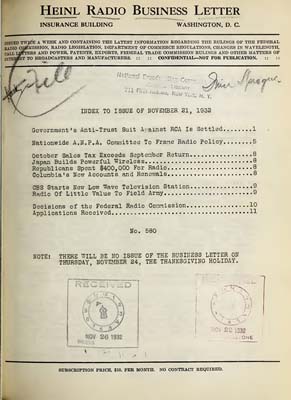 HEINL RADIO BUSINESS LETTER
INSURANCE BUILDING WASHINGTON, D. C.
ISSUED TWICE A WEEK AND CONTAINING THE LATEST INFORMATION REGARDING THE RULINGS OF THE FEDERAL
RADIO COMMISSION, RADIO LEGISLATION, DEPARTMENT OF COMMERCE REGULATIONS, CHANGES IN WAVELENGTH,
CALL LETTERS AND POWER, PATENTS, EXPORTS, FEDERAL TRADE COMMISSION RULINGS AND OTHER MATTERS OF
INTEREST TO BROADCASTERS AND MANUFACTURERS. :: :: CONFIDENTIAL—NOT FOR PUBLICATION. :: ::
National
711 Fifth Avenue, New York, N. Y.
INDEX TO ISSUE OF NOVEMBER 21, 1932
Government's Anti-Trust Suit Against RCA Is Settled........1
Nationwide A.N.P.A. Committee To Frame Radio Policy........5
October Sales Tax Exceeds September Return.................8
Japan Builds Powerful Wireless.............................8
Republicans Spent $400,000 For Radio.......................8
Columbia's New Accounts and Renewals.......................8
CBS Starts New Low Wave Television Station.................9
Radio Of Little Value To Field Army........................9
Decisions of the Federal Radio Commission.................10
Applications Received.....................................11
No. 580
NOTE: THERE WILL BE NO ISSUE OF THE BUSINESS LETTER ON
THURSDAY, NOVEMBER 24, THE THANKSGIVING HOLIDAY.
RECEIVED
NOV 26 1932
RECEIVED
NOV 26 1932
SUBSCRIPTION PRICE, $10. PER MONTH. NO CONTRACT REQUIRED.